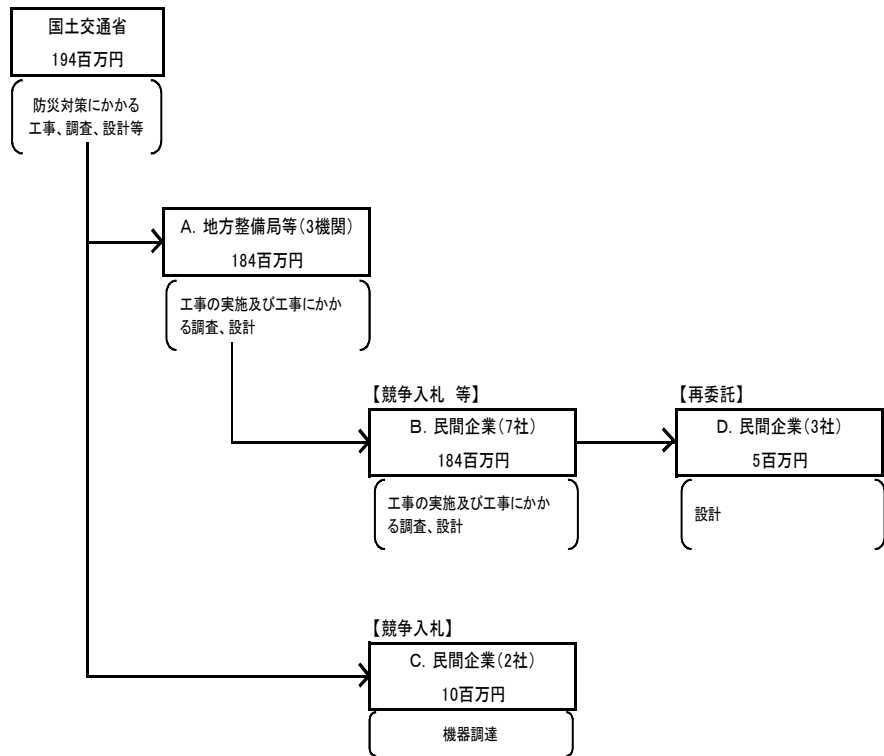 国土交通省
194百万円
防災対策にかかる
工事、調査、設計等
A. 地方整備局等(3機関)
184百万円
工事の実施及び工事にかか
る調査、設計
【競争入札 等】
B. 民間企業(7社)
184百万円
工事の実施及び工事にかか
る調査、設計
【再委託】
D. 民間企業(3社)
5百万円
設計
【競争入札】
C. 民間企業(2社)
10百万円
機器調達